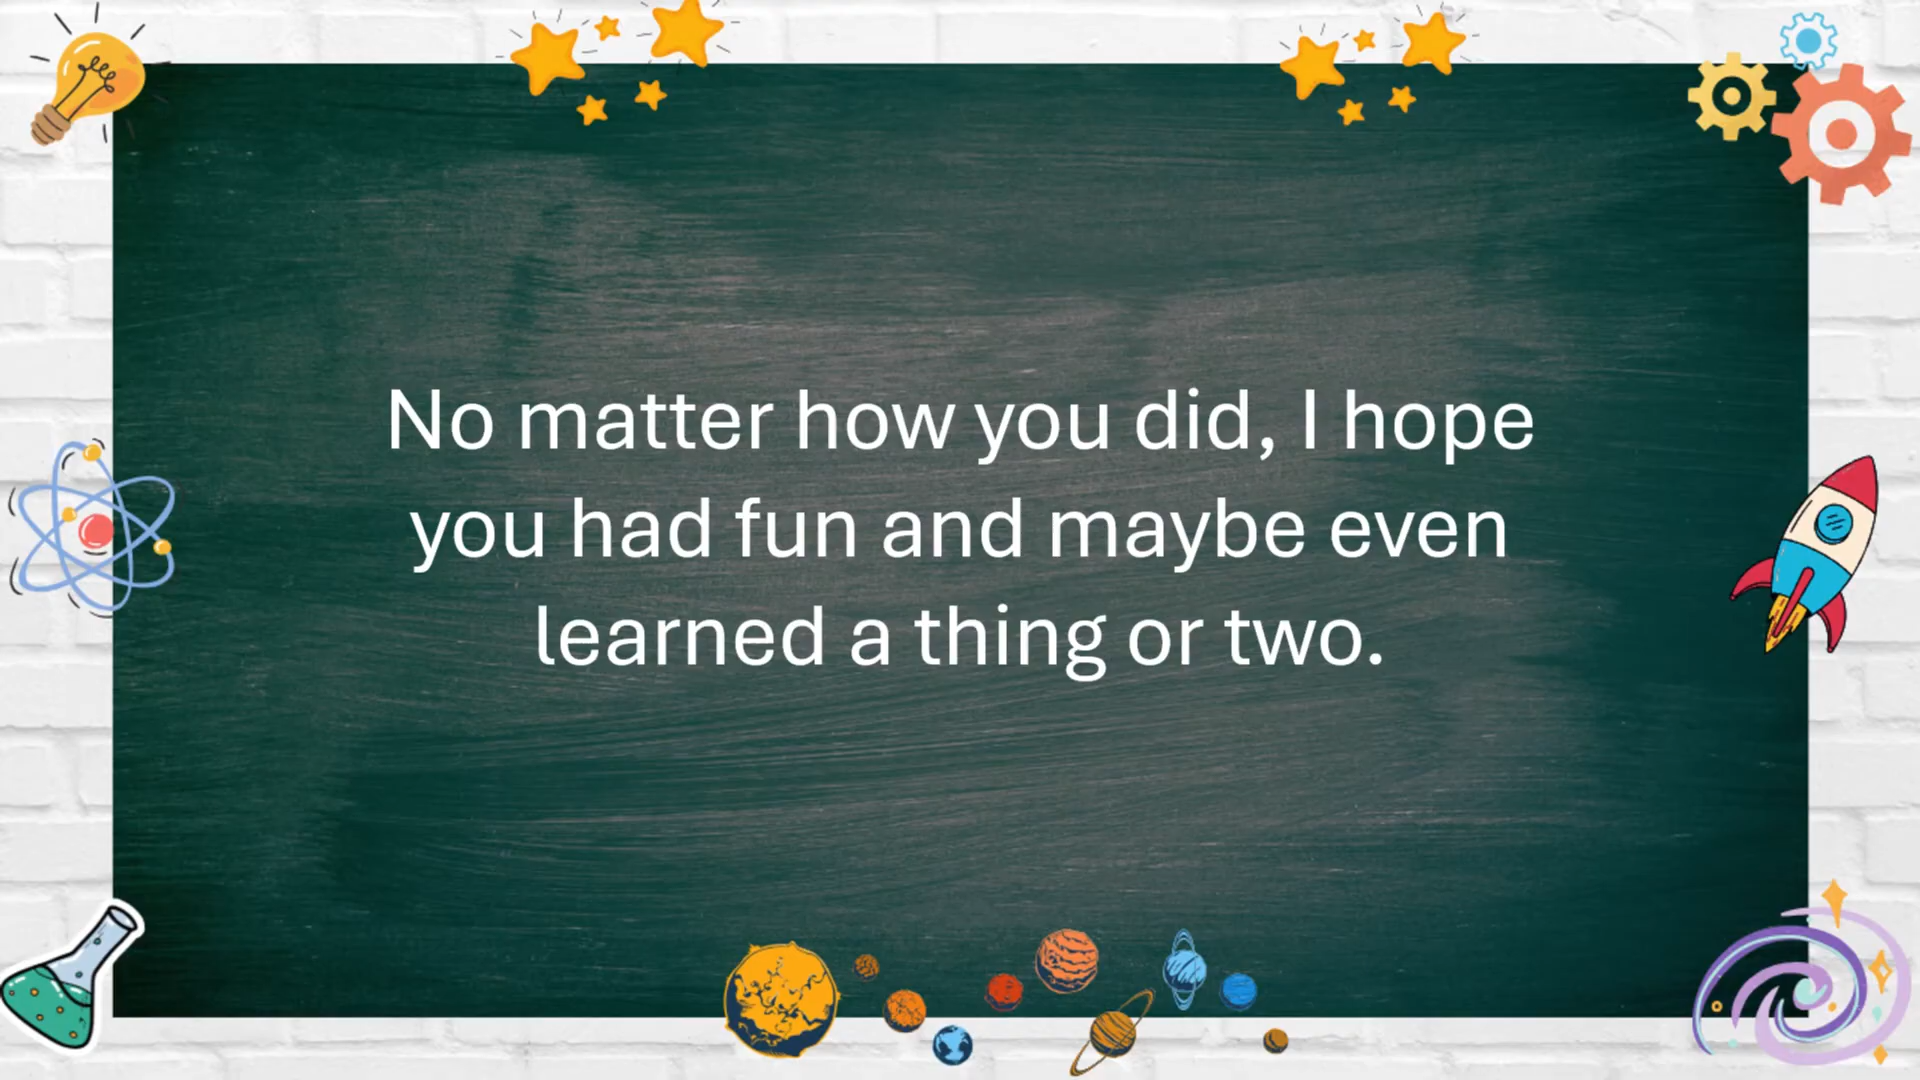 No matter how you did, I hope
you had fun and maybe even
learned a thing or two.